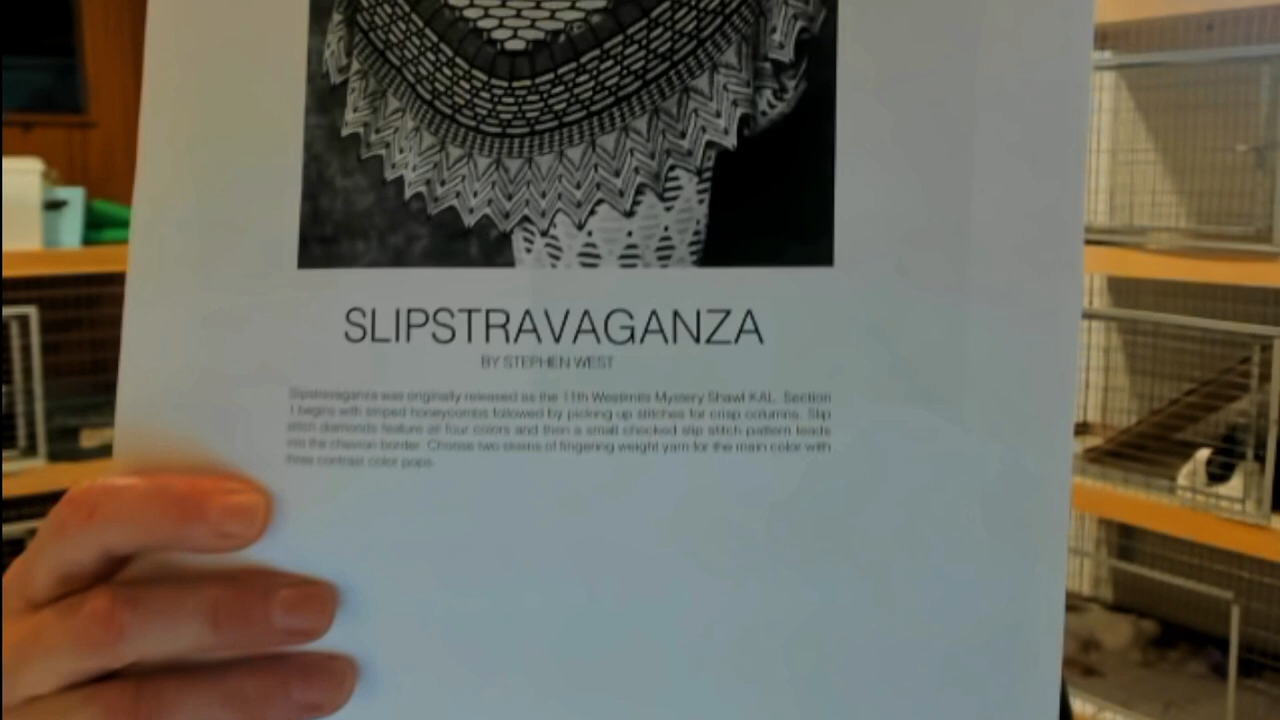 SLIPSTRAVAGANZA
BY STEPHEN WEST
Slipstravaganza was originally released as the 11th Westknits Mystery Shawl KAL. Section
1 begins with striped honeycombs followed by picking up stitches for crisp columns. Slip
stitch diamonds feature all four colors and then a small checked slip stitch pattern leads
into the chevron border. Choose two skeins of fingering weight yarn for the main color with
three contrast color pops.